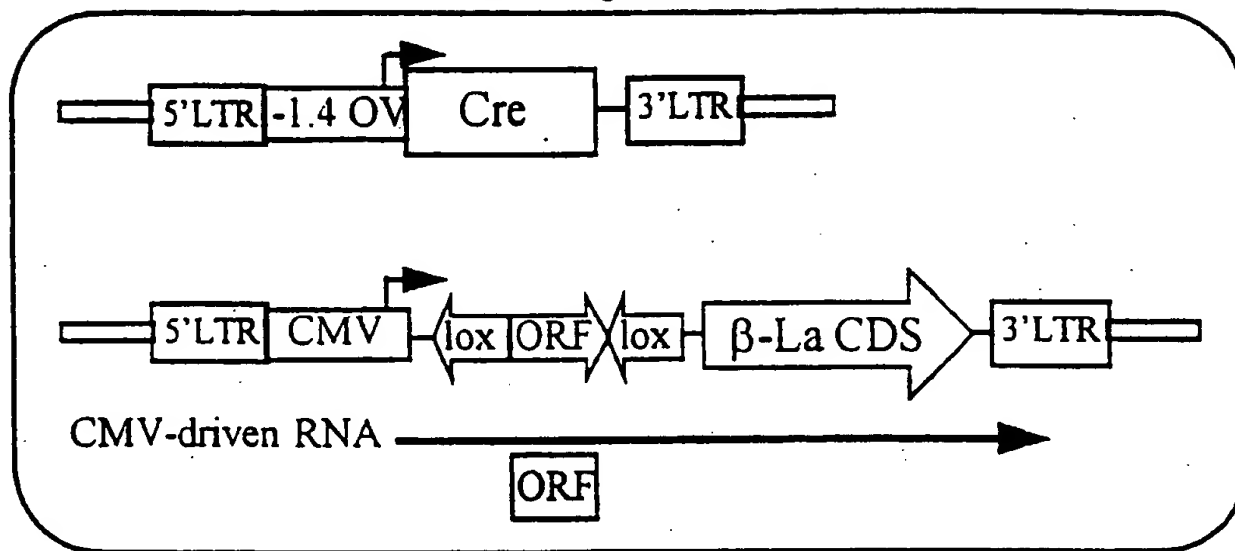 5'LTR -1.4 OV Cre 3'LTR
5'LTR CMV lox ORF lox β-La CDS 3'LTR
CMV-driven RNA
ORF